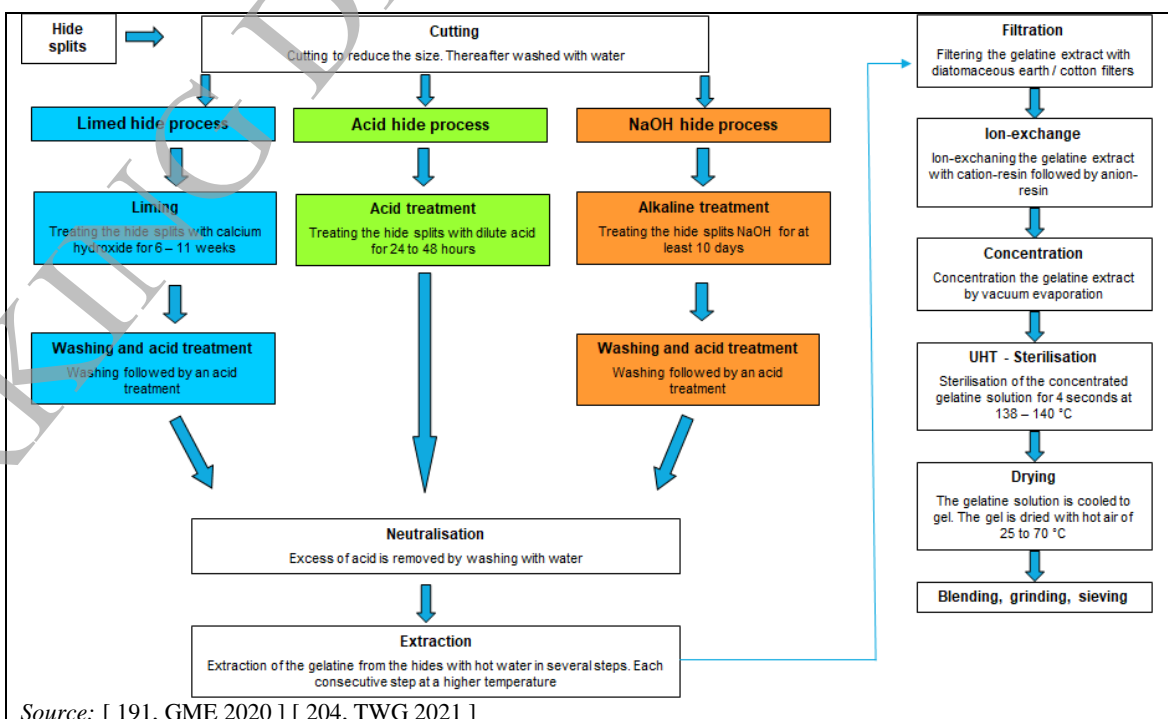 Hide
splits
Cutting
Cutting to reduce the size. Thereafter washed with water
Limed hide process
Acid hide process
NaOH hide process
Liming
Treating the hide splits with calcium
hydroxide for 6 – 11 weeks
Acid treatment
Treating the hide splits with dilute acid
for 24 to 48 hours
Alkaline treatment
Treating the hide splits NaOH for at
least 10 days
Washing and acid treatment
Washing followed by an acid
treatment
Washing and acid treatment
Washing followed by an acid
treatment
Neutralisation
Excess of acid is removed by washing with water
Extraction
Extraction of the gelatine from the hides with hot water in several steps. Each
consecutive step at a higher temperature
Filtration
Filtering the gelatine extract with
diatomaceous earth / cotton filters
Ion-exchange
Ion-exchaning the gelatine extract
with cation-resin followed by anion-
resin
Concentration
Concentration the gelatine extract
by vacuum evaporation
UHT - Sterilisation
Sterilisation of the concentrated
gelatine solution for 4 seconds at
138 – 140 °C
Drying
The gelatine solution is cooled to
gel. The gel is dried with hot air of
25 to 70 °C
Blending, grinding, sieving
Source: [ 191, GME 2020 ] [ 204, TWG 2021 ]